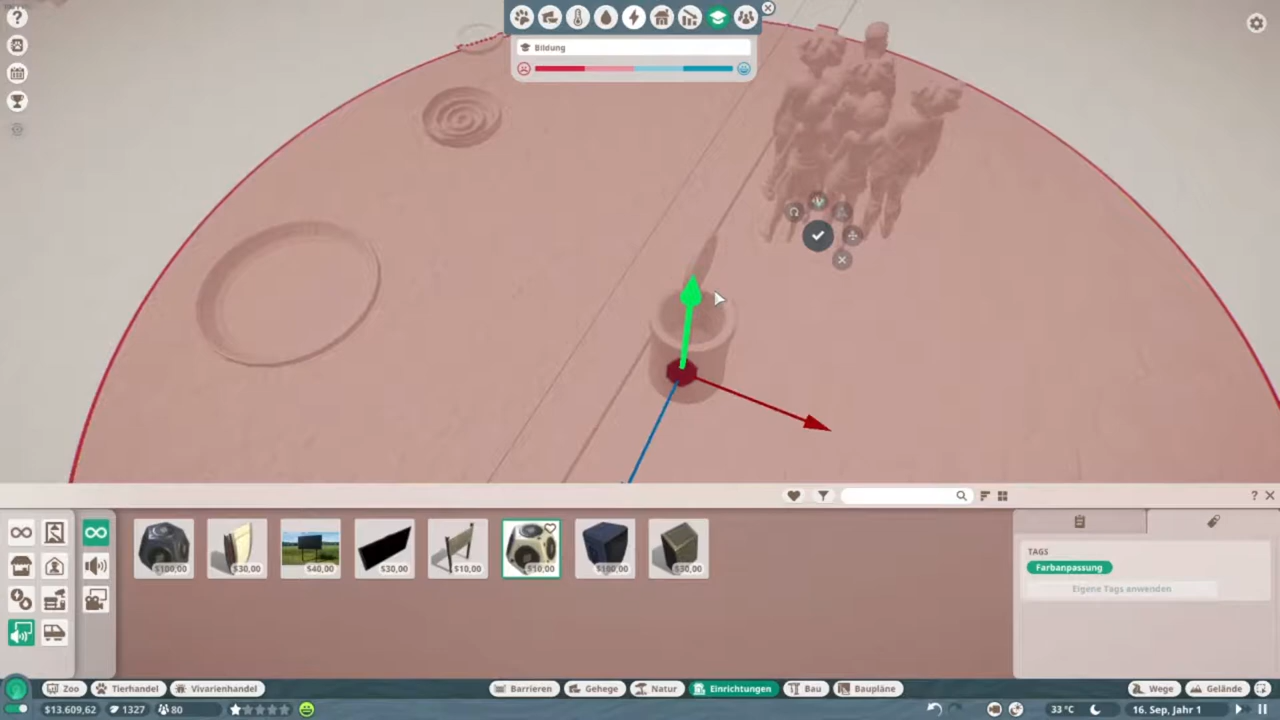 Bildung
$100,00
$30,00
$40,00
$30,00
$10,00
$10,00
$100,00
$30,00
TAGS
Farbanpassung
Eigene Tags anwenden
Zoo
Tierhandel
Vivarienhandel
Barrieren
Gehege
Natur
Einrichtungen
Bau
Baupläne
Wege
Gelände
$13.609,62
1327
80
33 °C
16. Sep, Jahr 1